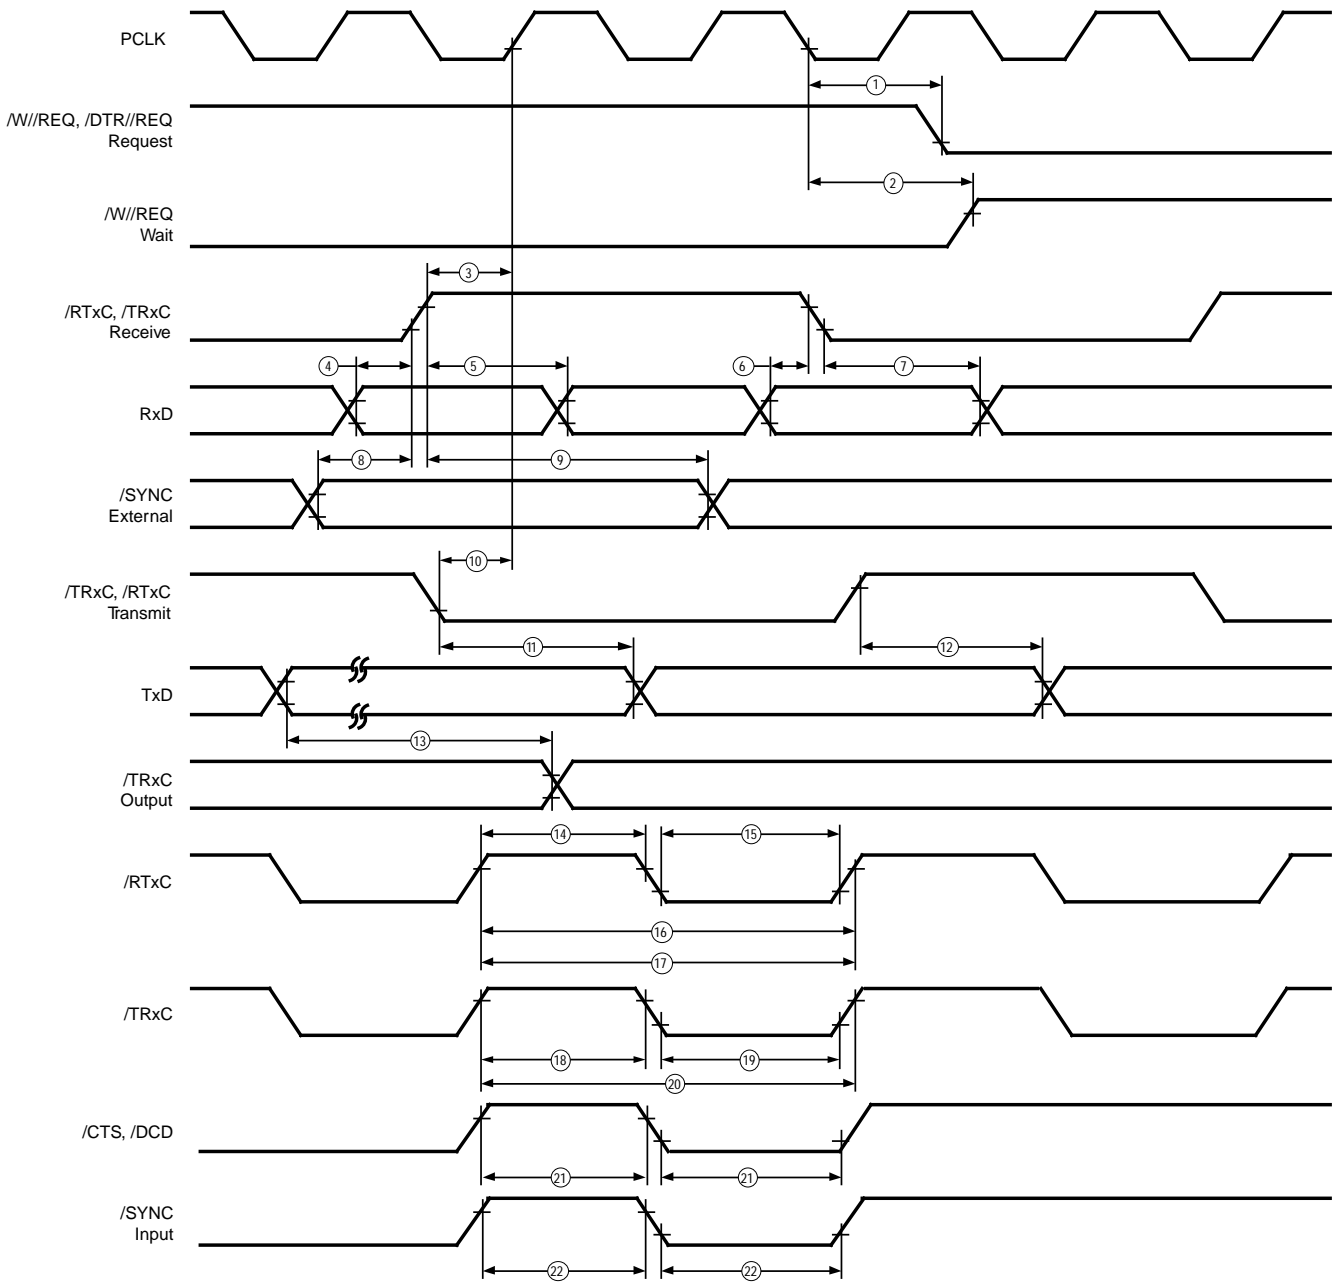 PCLK
1
/W//REQ, /DTR//REQ
Request
2
/W//REQ
Wait
3
/RTxC, /TRxC
Receive
4
5
6
7
RxD
8
9
/SYNC
External
10
/TRxC, /RTxC
Transmit
11
12
TxD
13
/TRxC
Output
14
15
/RTxC
16
17
/TRxC
18
19
20
/CTS, /DCD
21
21
/SYNC
Input
22
22